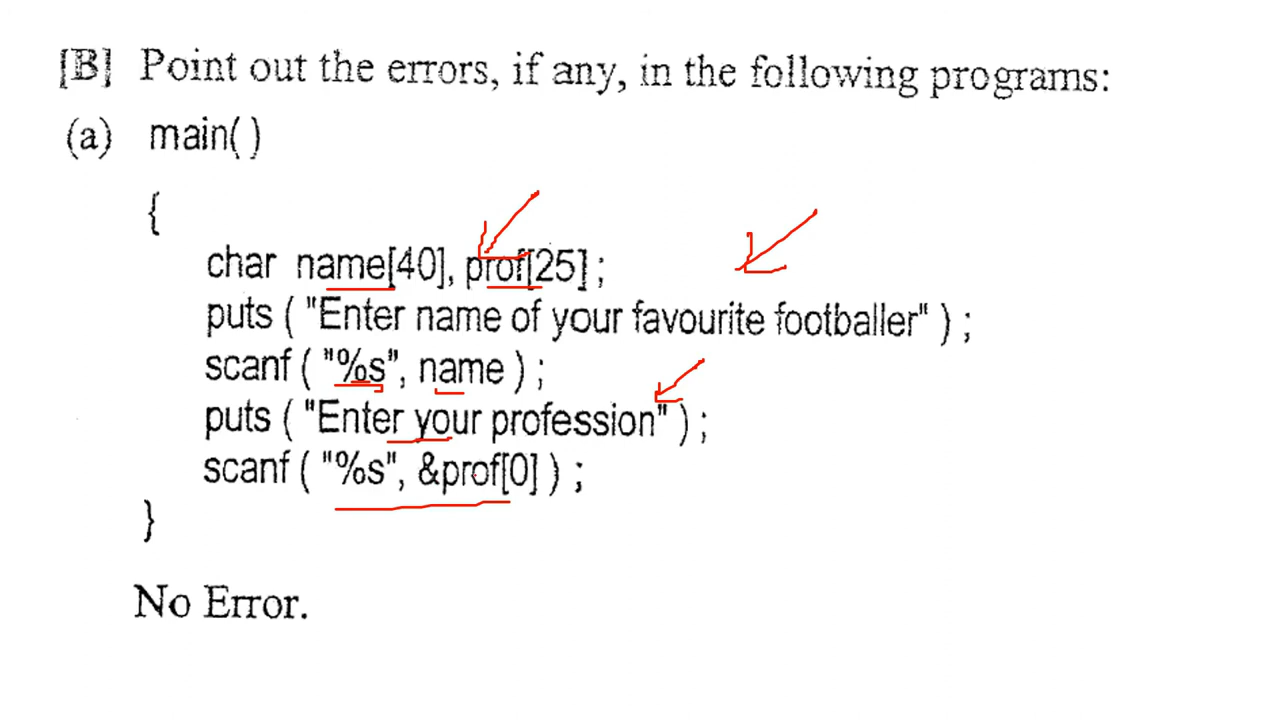 [B] Point out the errors, if any, in the following programs:
(a) main( )
{
char name[40], prof[25] ;
puts ( "Enter name of your favourite footballer" ) ;
scanf ( "%s", name ) ;
puts ( "Enter your profession" ) ;
scanf ( "%s", &prof[0] ) ;
}
No Error.